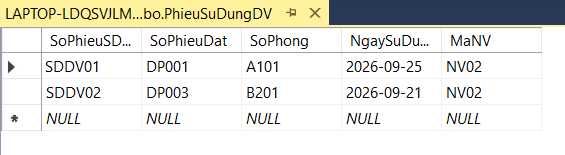 LAPTOP-LDQSVJLM...bo.PhieuSuDungDV
SoPhieuSD... SoPhieuDat SoPhong NgaySuDu... MaNV
SDDV01 DP001 A101 2026-09-25 NV02
SDDV02 DP003 B201 2026-09-21 NV02
NULL NULL NULL NULL NULL